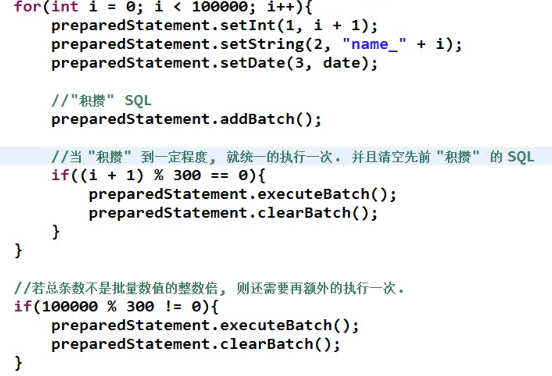 for(int i = 0; i < 100000; i++){
preparedStatement.setInt(1, i + 1);
preparedStatement.setString(2, "name_" + i);
preparedStatement.setDate(3, date);
//"积攒" SQL
preparedStatement.addBatch();
//当 "积攒" 到一定程度, 就统一的执行一次. 并且清空先前 "积攒" 的 SQL
if((i + 1) % 300 == 0){
preparedStatement.executeBatch();
preparedStatement.clearBatch();
}
}
//若总条数不是批量数值的整数倍, 则还需要再额外的执行一次.
if(100000 % 300 != 0){
preparedStatement.executeBatch();
preparedStatement.clearBatch();
}